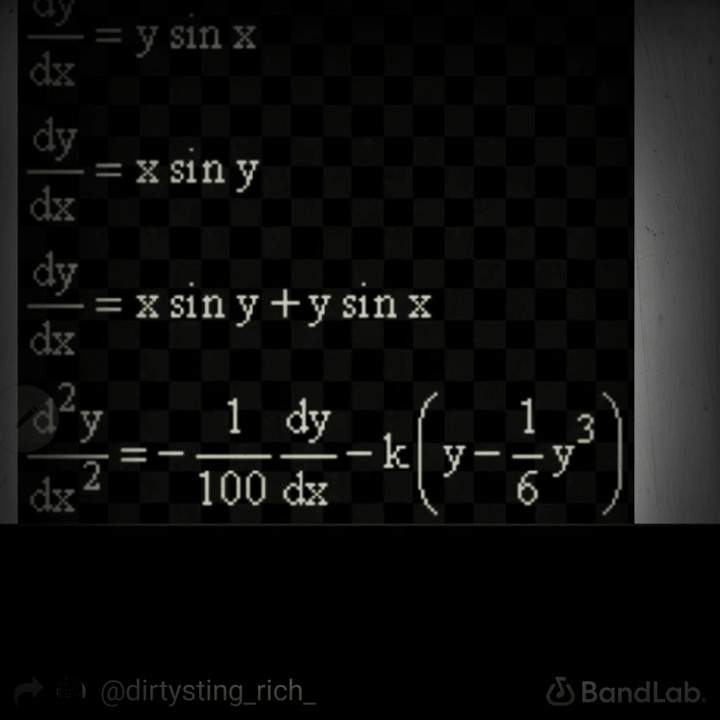 dy/dx = y sin x
dy/dx = x sin y
dy/dx = x sin y + y sin x
d²y/dx² = - 1/100 dy/dx - k(y - 1/6 y³)
@dirtysting_rich_
BandLab.